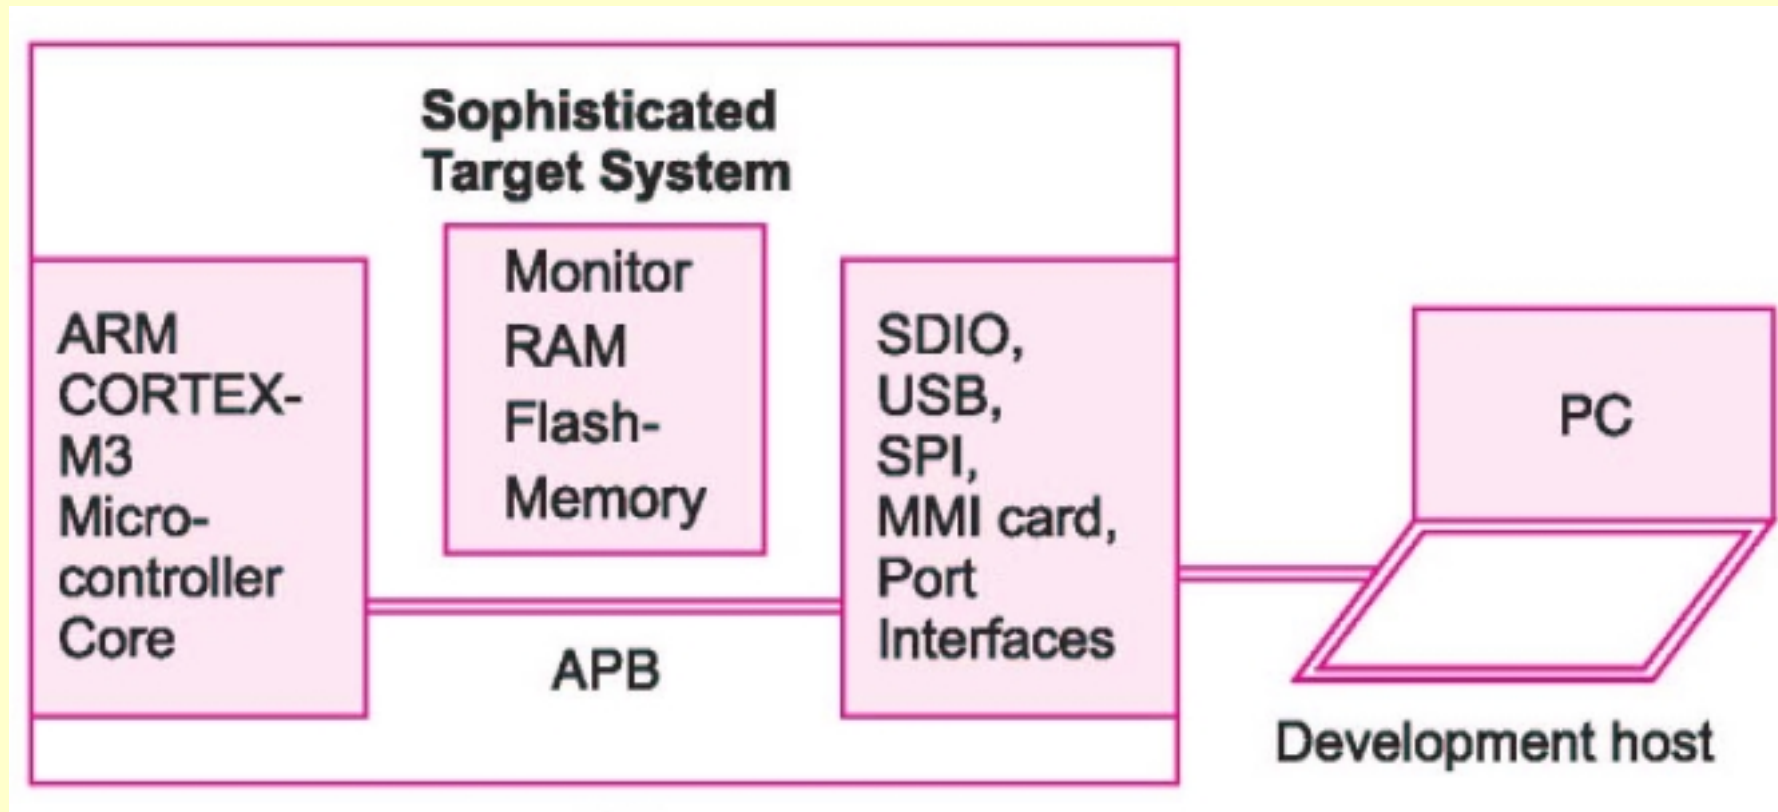 Sophisticated
Target System
Monitor
RAM
Flash-
Memory
ARM
CORTEX-
M3
Micro-
controller
Core
APB
SDIO,
USB,
SPI,
MMI card,
Port
Interfaces
PC
Development host